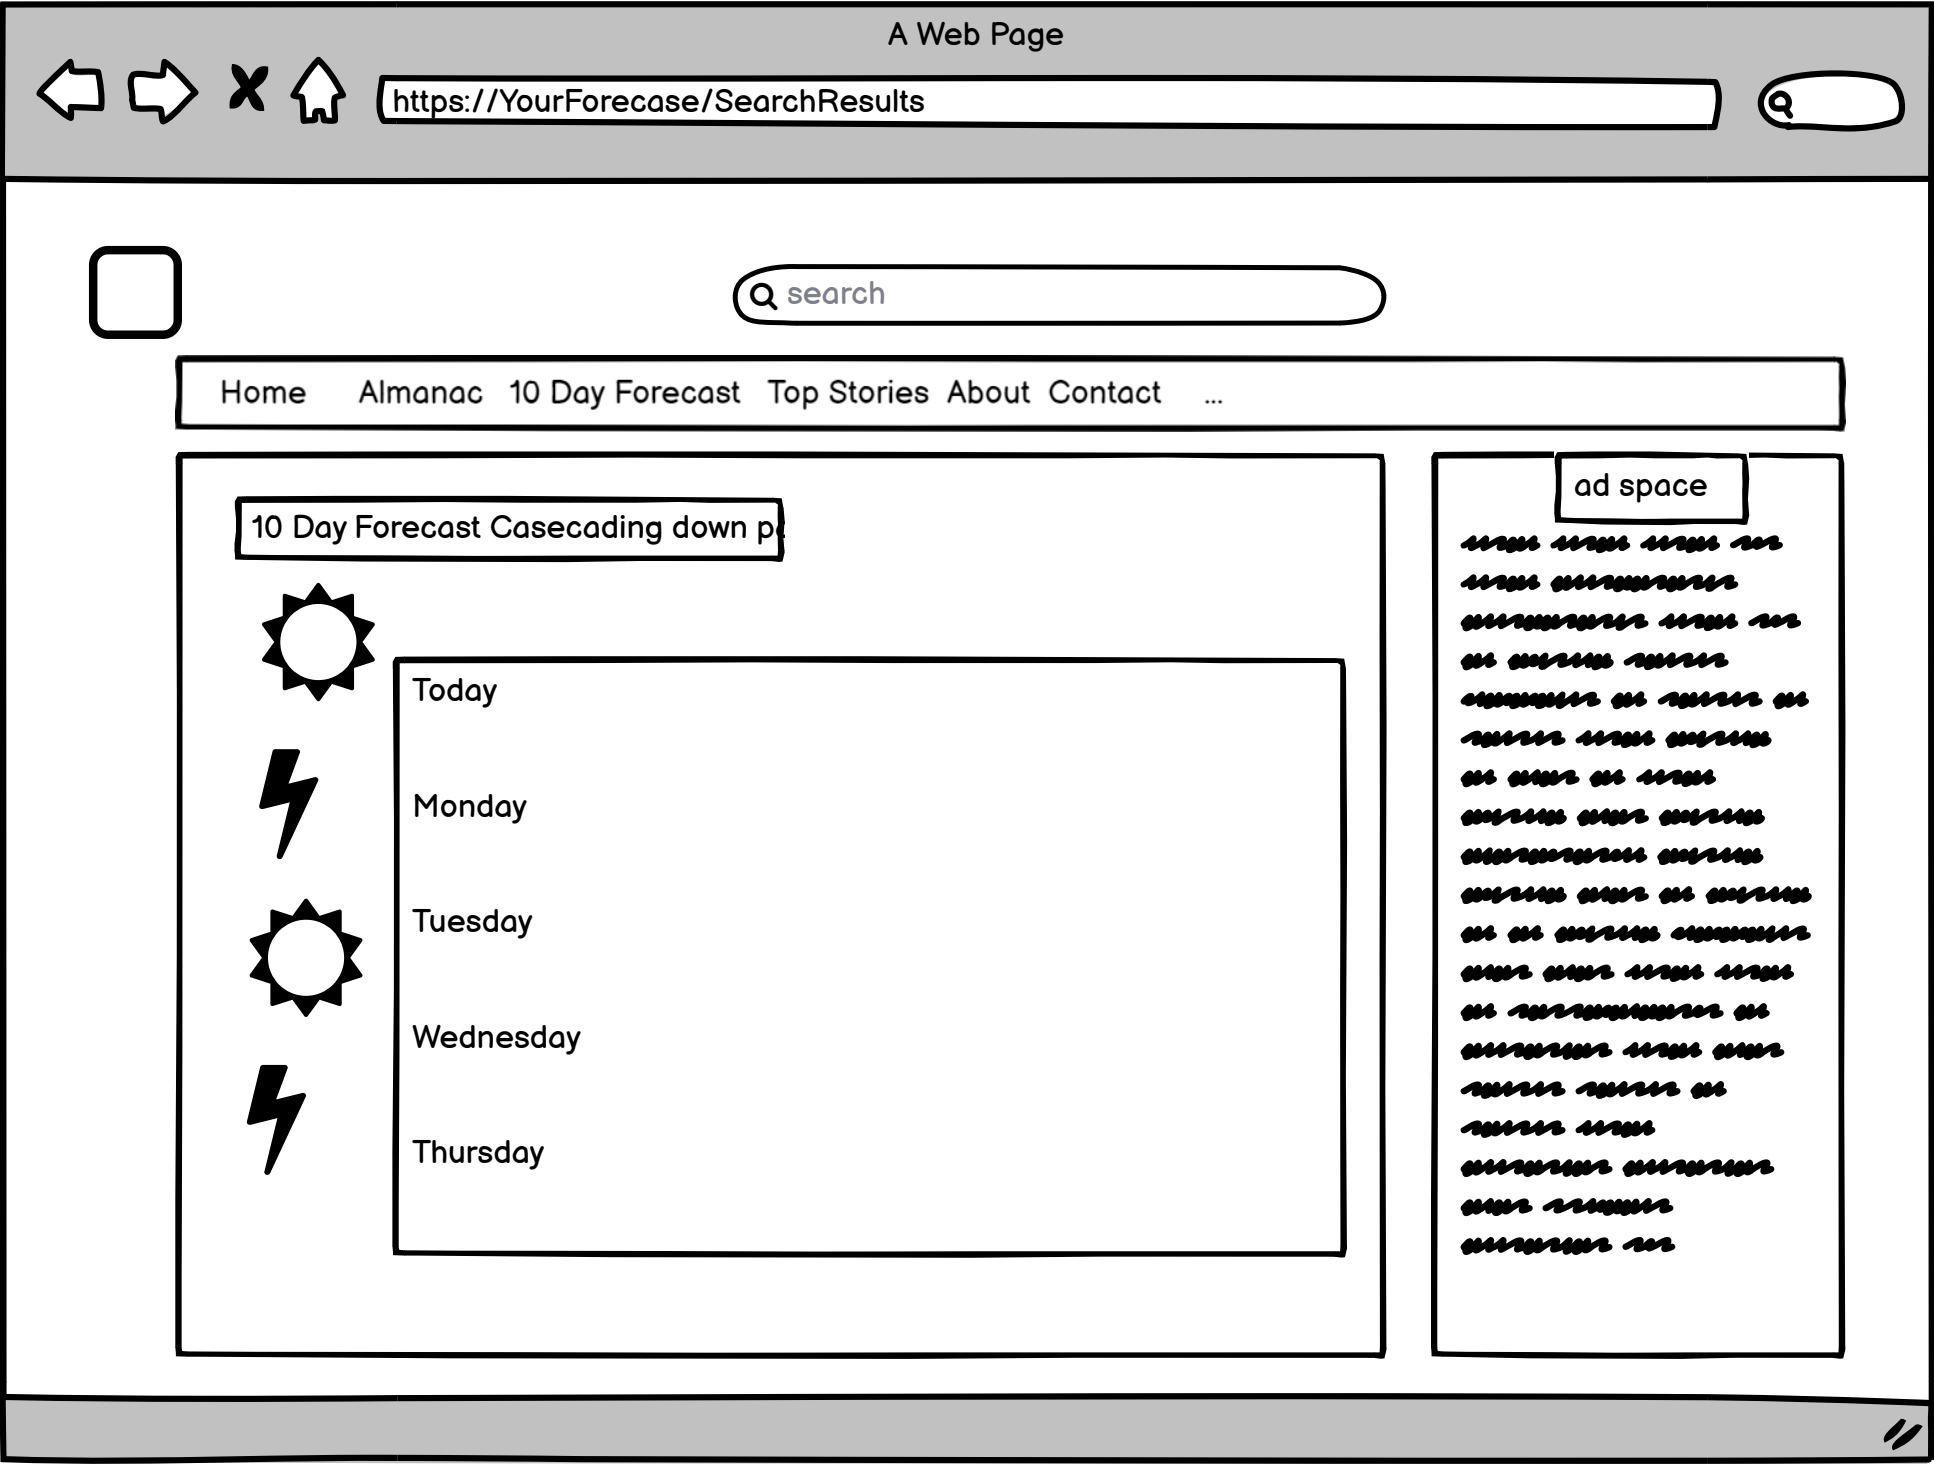 A Web Page
https://YourForecase/SearchResults
search
Home Almanac 10 Day Forecast Top Stories About Contact ...
10 Day Forecast Casecading down
ad space
Today
Monday
Tuesday
Wednesday
Thursday